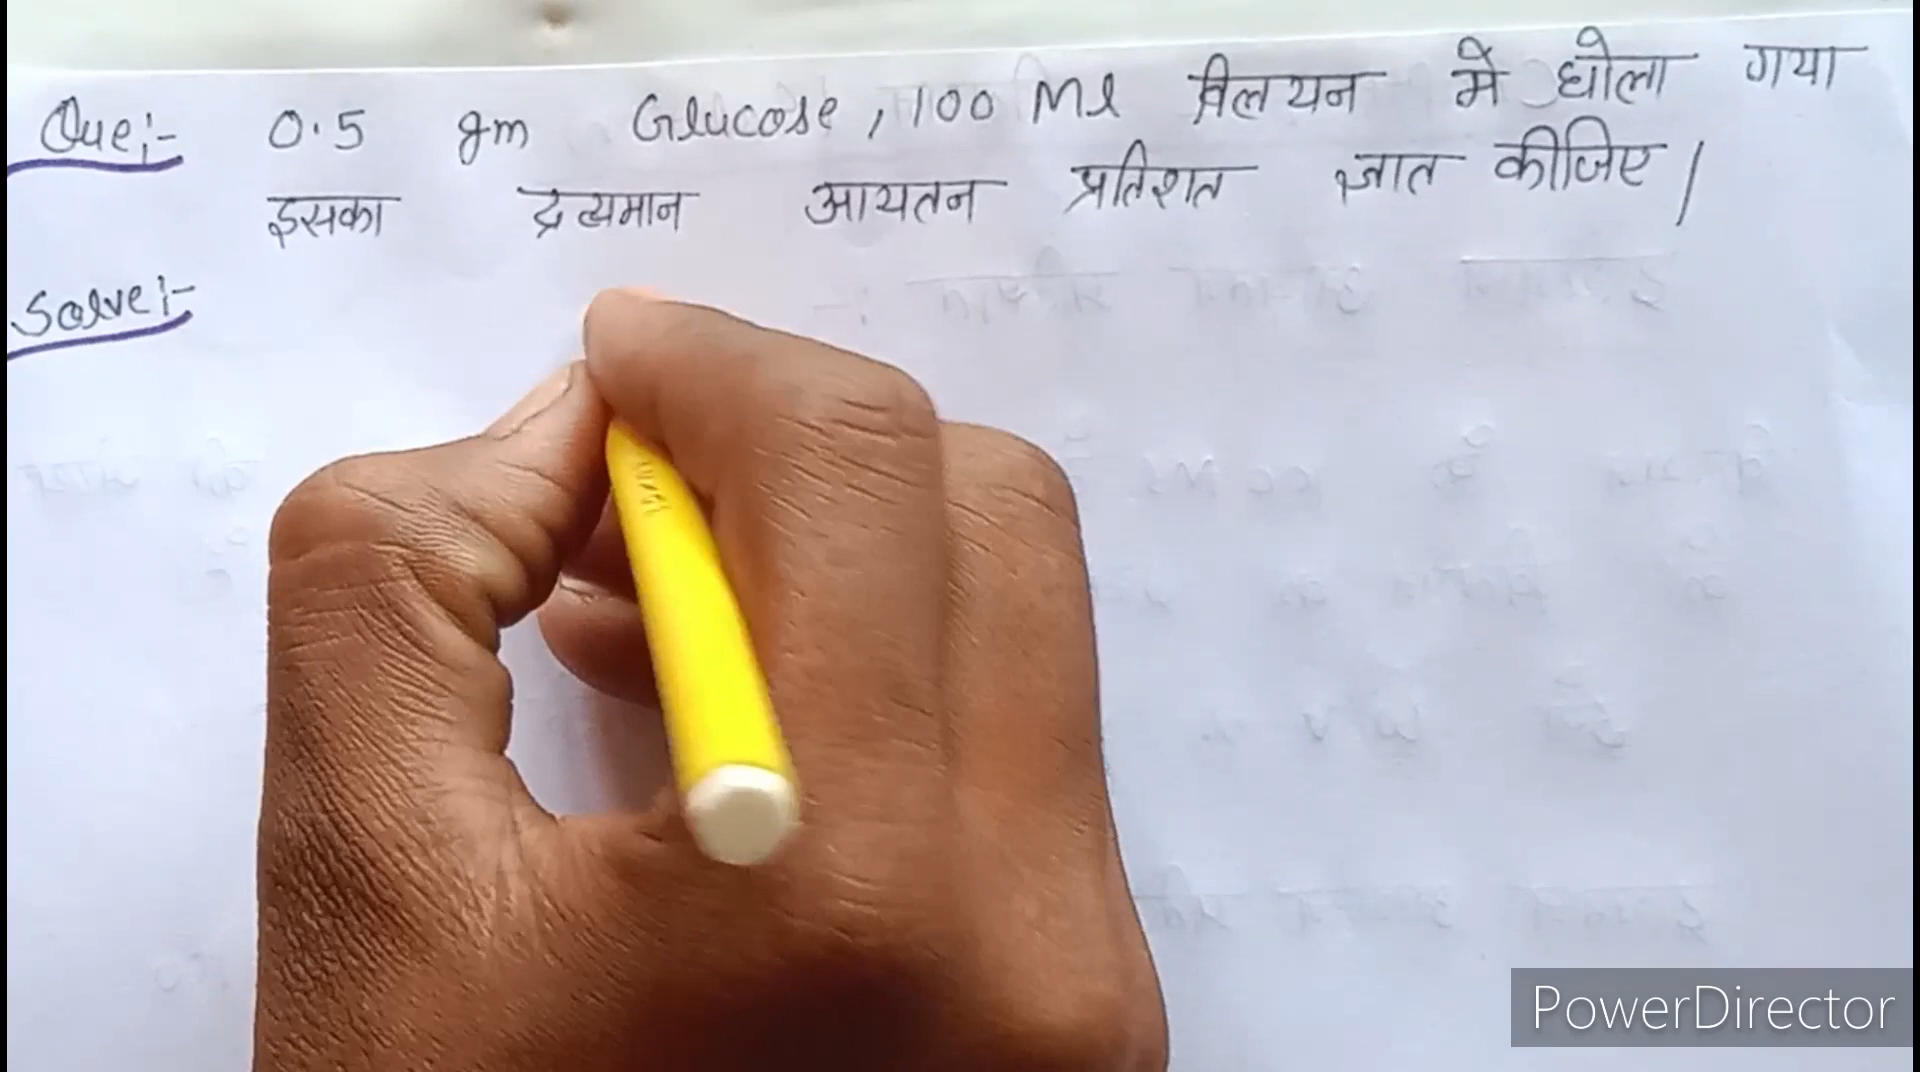 Que:- 0.5 gm Glucose, 100 Ml विलयन मे घोला गया
इसका द्रव्यमान आयतन प्रतिशत ज्ञात कीजिए।
Solve:-
PowerDirector